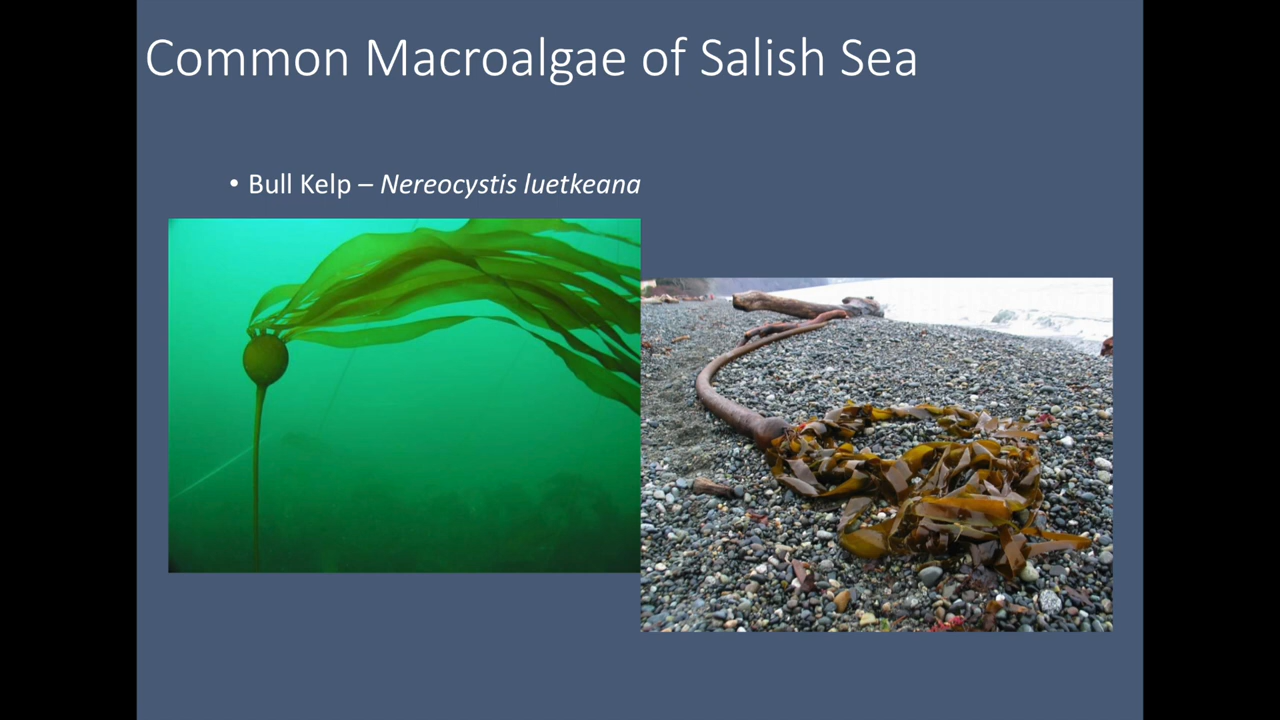 Common Macroalgae of Salish Sea
• Bull Kelp – Nereocystis luetkeana